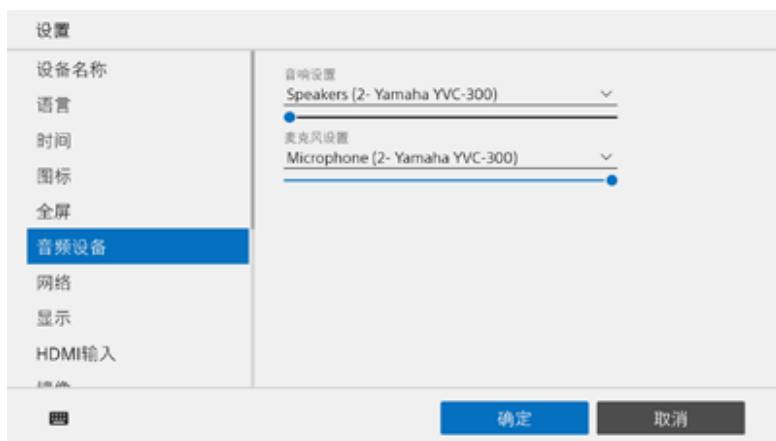 设置
设备名称
语言
时间
图标
全屏
音频设备
网络
显示
HDMI输入
音响设置
Speakers (2- Yamaha YVC-300)
麦克风设置
Microphone (2- Yamaha YVC-300)
确定
取消